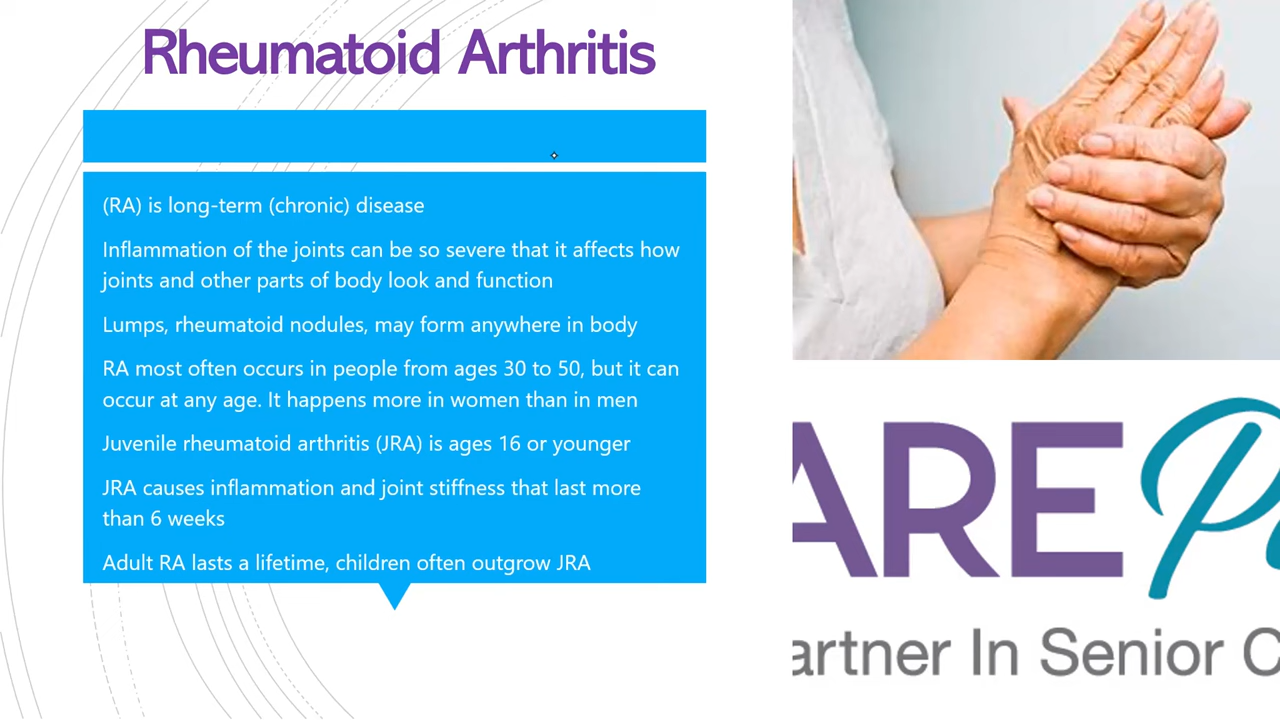 Rheumatoid Arthritis
(RA) is long-term (chronic) disease
Inflammation of the joints can be so severe that it affects how
joints and other parts of body look and function
Lumps, rheumatoid nodules, may form anywhere in body
RA most often occurs in people from ages 30 to 50, but it can
occur at any age. It happens more in women than in men
Juvenile rheumatoid arthritis (JRA) is ages 16 or younger
JRA causes inflammation and joint stiffness that last more
than 6 weeks
Adult RA lasts a lifetime, children often outgrow JRA
ARE P
artner In Senior C